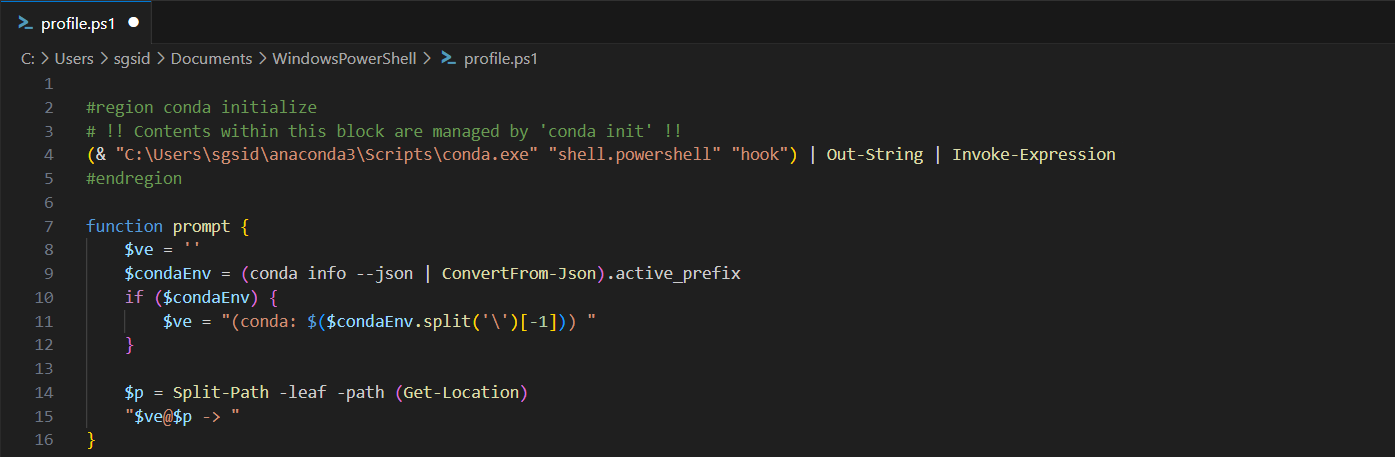 profile.ps1
C: > Users > sgsid > Documents > WindowsPowerShell > profile.ps1
1
2 #region conda initialize
3 # !! Contents within this block are managed by 'conda init' !!
4 (& "C:\Users\sgsid\anaconda3\Scripts\conda.exe" "shell.powershell" "hook") | Out-String | Invoke-Expression
5 #endregion
6
7 function prompt {
8     $ve = ''
9     $condaEnv = (conda info --json | ConvertFrom-Json).active_prefix
10     if ($condaEnv) {
11         $ve = "(conda: $($condaEnv.split('\')[-1])) "
12     }
13
14     $p = Split-Path -leaf -path (Get-Location)
15     "$ve@$p -> "
16 }